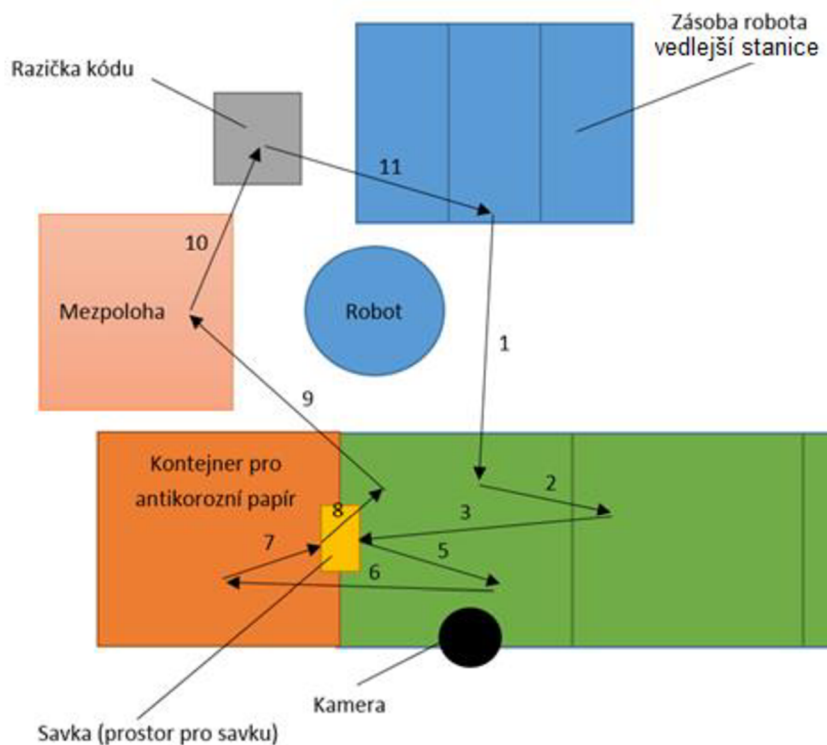 Zásoba robota
vedlejší stanice
Razička kódu
11
10
Mezpoloha
Robot
1
9
Kontejner pro
antikorozní papír
2
8
3
7
5
6
Kamera
Savka (prostor pro savku)